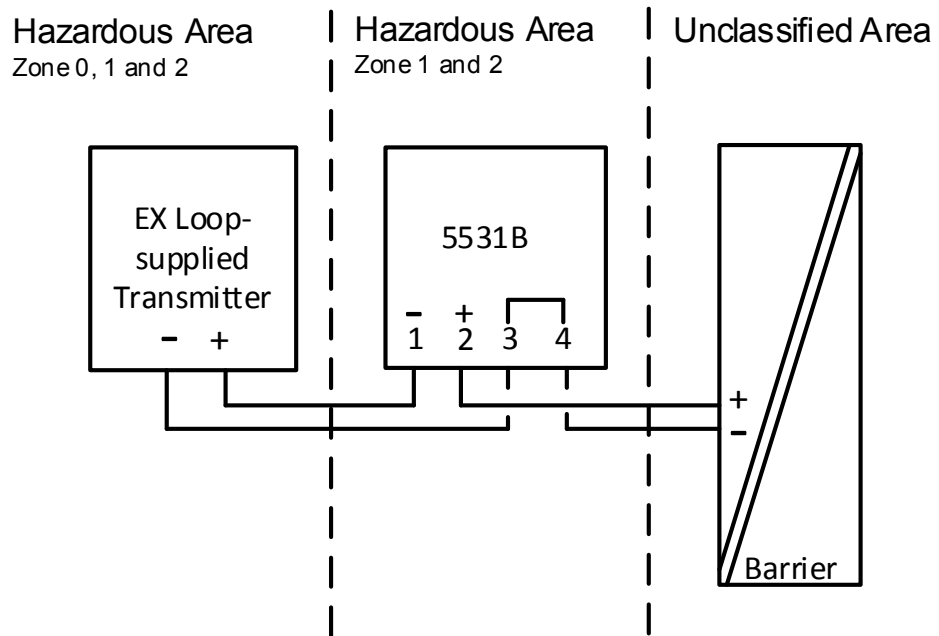 Hazardous Area
Zone 0, 1 and 2
Hazardous Area
Zone 1 and 2
Unclassified Area
EX Loop-
supplied
Transmitter
- +
5531B
- +
1 2 3 4
+
-
Barrier